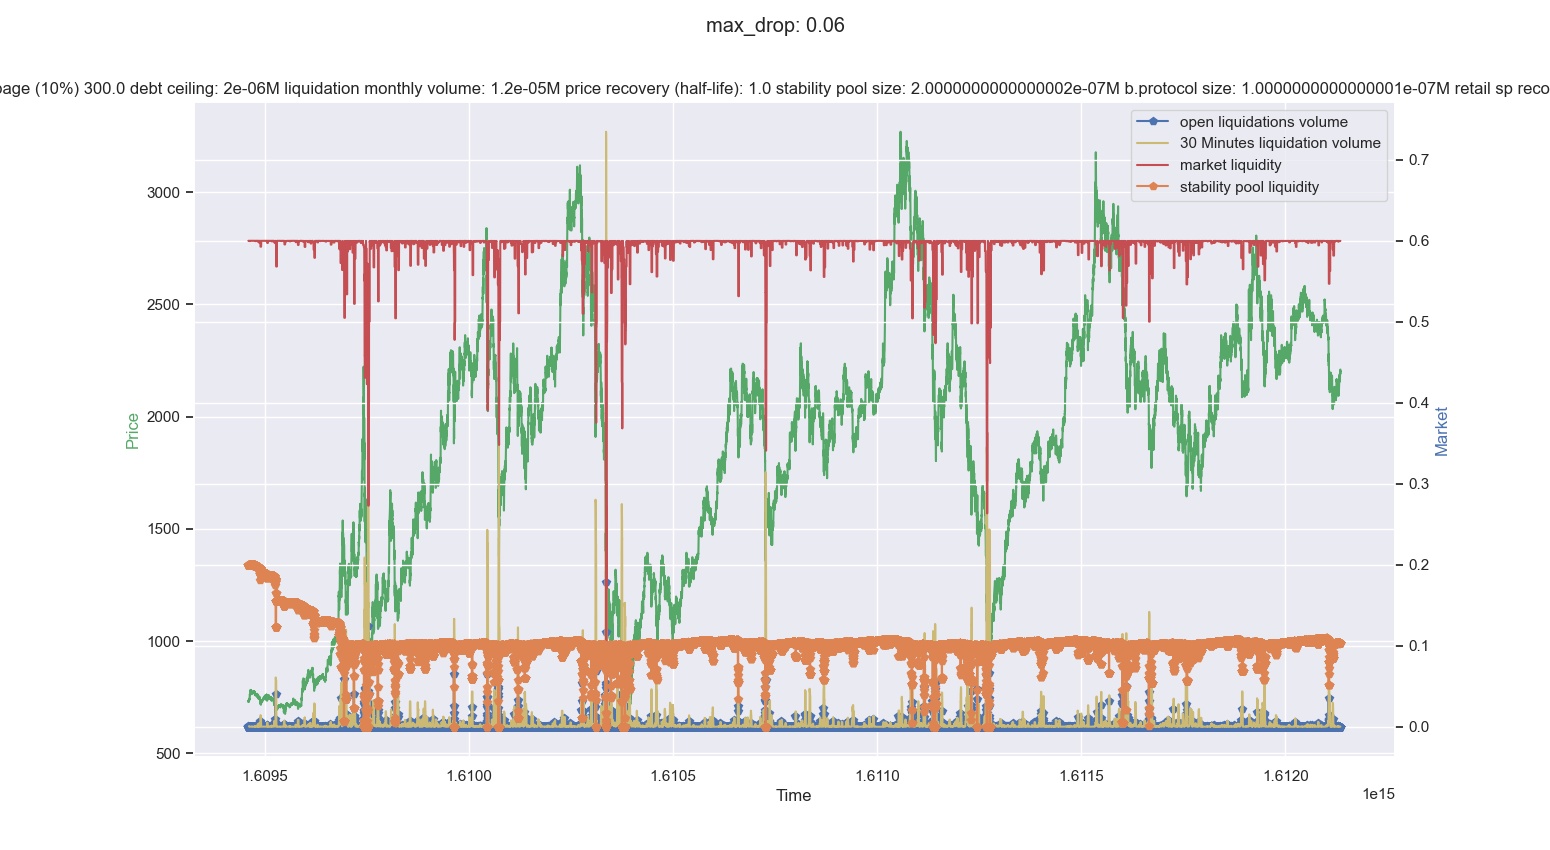 max_drop: 0.06
(10%) 300.0 debt ceiling: 2e-06M liquidation monthly volume: 1.2e-05M price recovery (half-life): 1.0 stability pool size: 2.0000000000000002e-07M b.protocol size: 1.0000000000000001e-07M retail sp
open liquidations volume
30 Minutes liquidation volume
market liquidity
stability pool liquidity
3000
2500
2000
1500
1000
500
Price
0.7
0.6
0.5
0.4
0.3
0.2
0.1
0.0
Market
1.6095 1.6100 1.6105 1.6110 1.6115 1.6120
1e15
Time